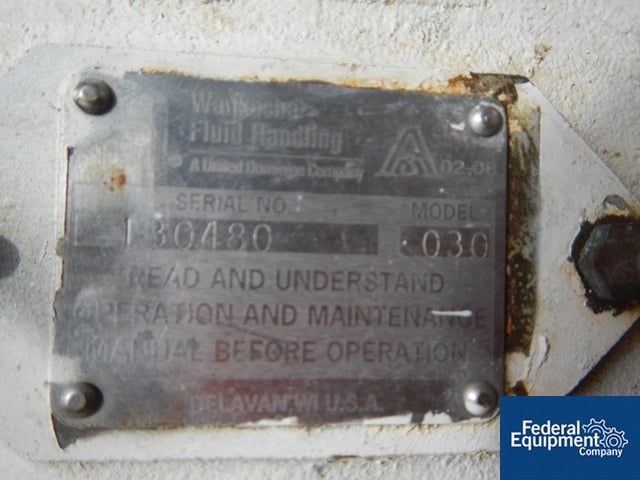 Waukesha
Fluid Handling
A United Dominion Company
3A
02-08
SERIAL NO.
MODEL
130480
030
READ AND UNDERSTAND
OPERATION AND MAINTENANCE
MANUAL BEFORE OPERATION
DELAVAN WI U.S.A.
Federal
Equipment
Company